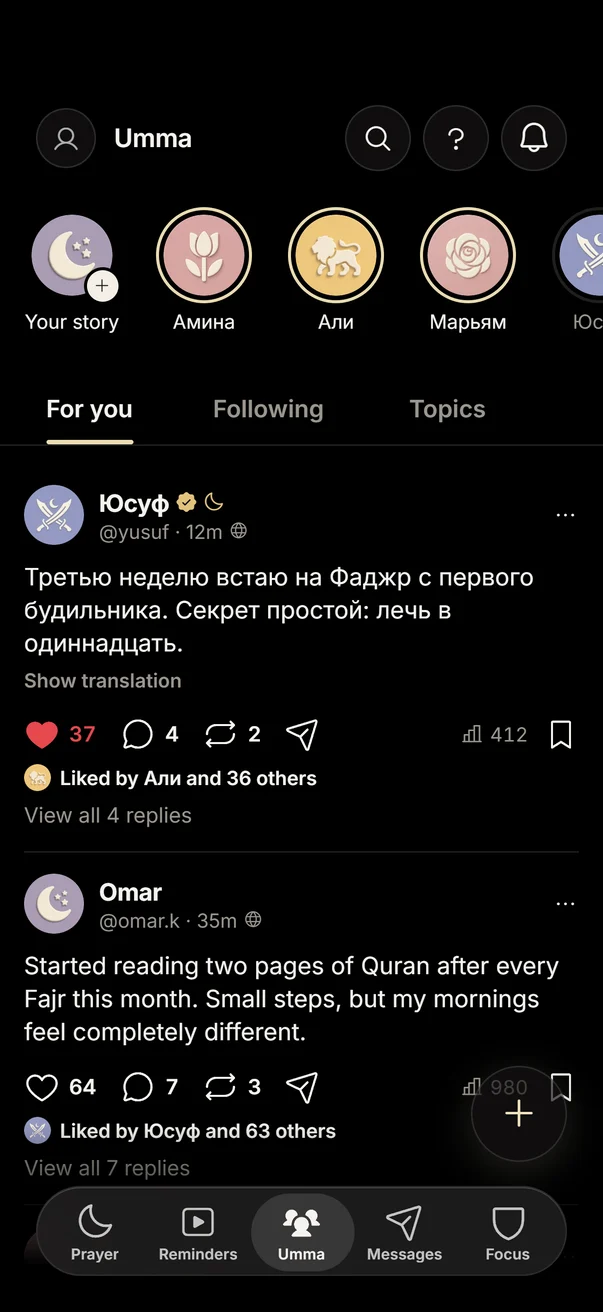 Umma
?
Your story
Амина
Али
Марьям
For you
Following
Topics
Юсуф
@yusuf · 12m
Третью неделю встаю на Фаджр с первого
будильника. Секрет простой: лечь в
одиннадцать.
Show translation
37
4
2
412
Liked by Али and 36 others
View all 4 replies
Omar
@omar.k · 35m
Started reading two pages of Quran after every
Fajr this month. Small steps, but my mornings
feel completely different.
64
7
3
980
Liked by Юсуф and 63 others
View all 7 replies
Prayer
Reminders
Umma
Messages
Focus